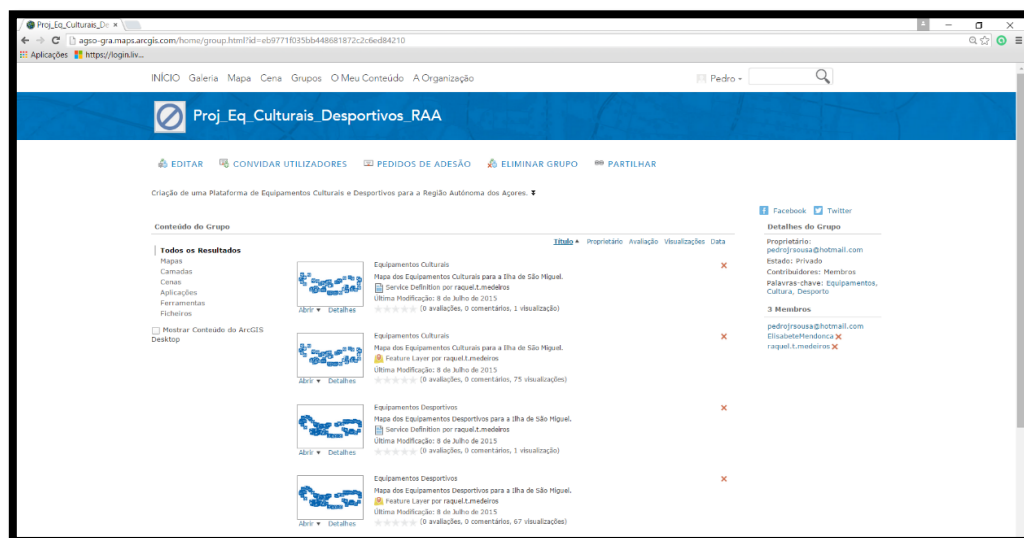 Proj_Eq_Culturais_De
agso-gra.maps.arcgis.com/home/group.html?id=eb9771f035bb448681872c2c6ed84210
Aplicações https://login.liv...
INÍCIO Galeria Mapa Cena Grupos O Meu Conteúdo A Organização Pedro
Proj_Eq_Culturais_Desportivos_RAA
EDITAR CONVIDAR UTILIZADORES PEDIDOS DE ADESÃO ELIMINAR GRUPO PARTILHAR
Criação de uma Plataforma de Equipamentos Culturais e Desportivos para a Região Autónoma dos Açores.
Facebook Twitter
Conteúdo do Grupo
Título Proprietário Avaliação Visualizações Data
Todos os Resultados
Mapas
Camadas
Cenas
Aplicações
Ferramentas
Ficheiros
Mostrar Conteúdo do ArcGIS
Desktop
Equipamentos Culturais
Mapa dos Equipamentos Culturais para a Ilha de São Miguel.
Service Definition por raquel.t.medeiros
Última Modificação: 8 de Julho de 2015
(0 avaliações, 0 comentários, 1 visualização)
Abrir Detalhes
Equipamentos Culturais
Mapa dos Equipamentos Culturais para a Ilha de São Miguel.
Feature Layer por raquel.t.medeiros
Última Modificação: 8 de Julho de 2015
(0 avaliações, 0 comentários, 75 visualizações)
Abrir Detalhes
Equipamentos Desportivos
Mapa dos Equipamentos Desportivos para a Ilha de São Miguel.
Service Definition por raquel.t.medeiros
Última Modificação: 8 de Julho de 2015
(0 avaliações, 0 comentários, 1 visualização)
Abrir Detalhes
Equipamentos Desportivos
Mapa dos Equipamentos Desportivos para a Ilha de São Miguel.
Feature Layer por raquel.t.medeiros
Última Modificação: 8 de Julho de 2015
(0 avaliações, 0 comentários, 67 visualizações)
Abrir Detalhes
Detalhes do Grupo
Proprietário:
pedrojrsousa@hotmail.com
Estado: Privado
Contribuidores: Membros
Palavras-chave: Equipamentos,
Cultura, Desporto
3 Membros
pedrojrsousa@hotmail.com
ElisabeteMendonca
raquel.t.medeiros